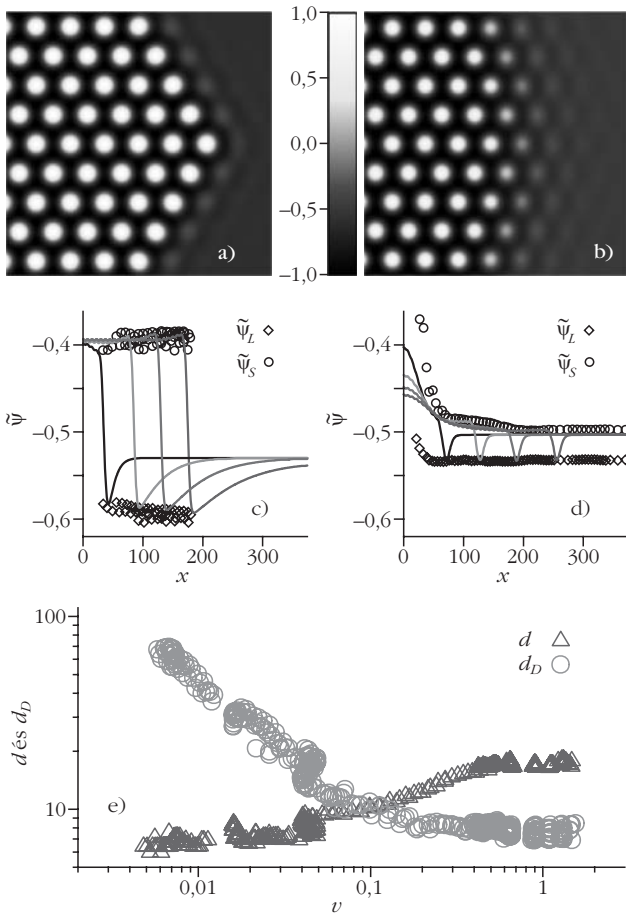 1,0
0,5
0,0
–0,5
–1,0
a)
b)
–0,4
–0,5
–0,6
ψ̃
ψ̃L ◇
ψ̃S ○
c)
0 100 200 300
x
–0,4
–0,5
–0,6
ψ̃
ψ̃L ◇
ψ̃S ○
d)
0 100 200 300
x
100
10
d és dD
d △
dD ○
e)
0,01 0,1 1
v